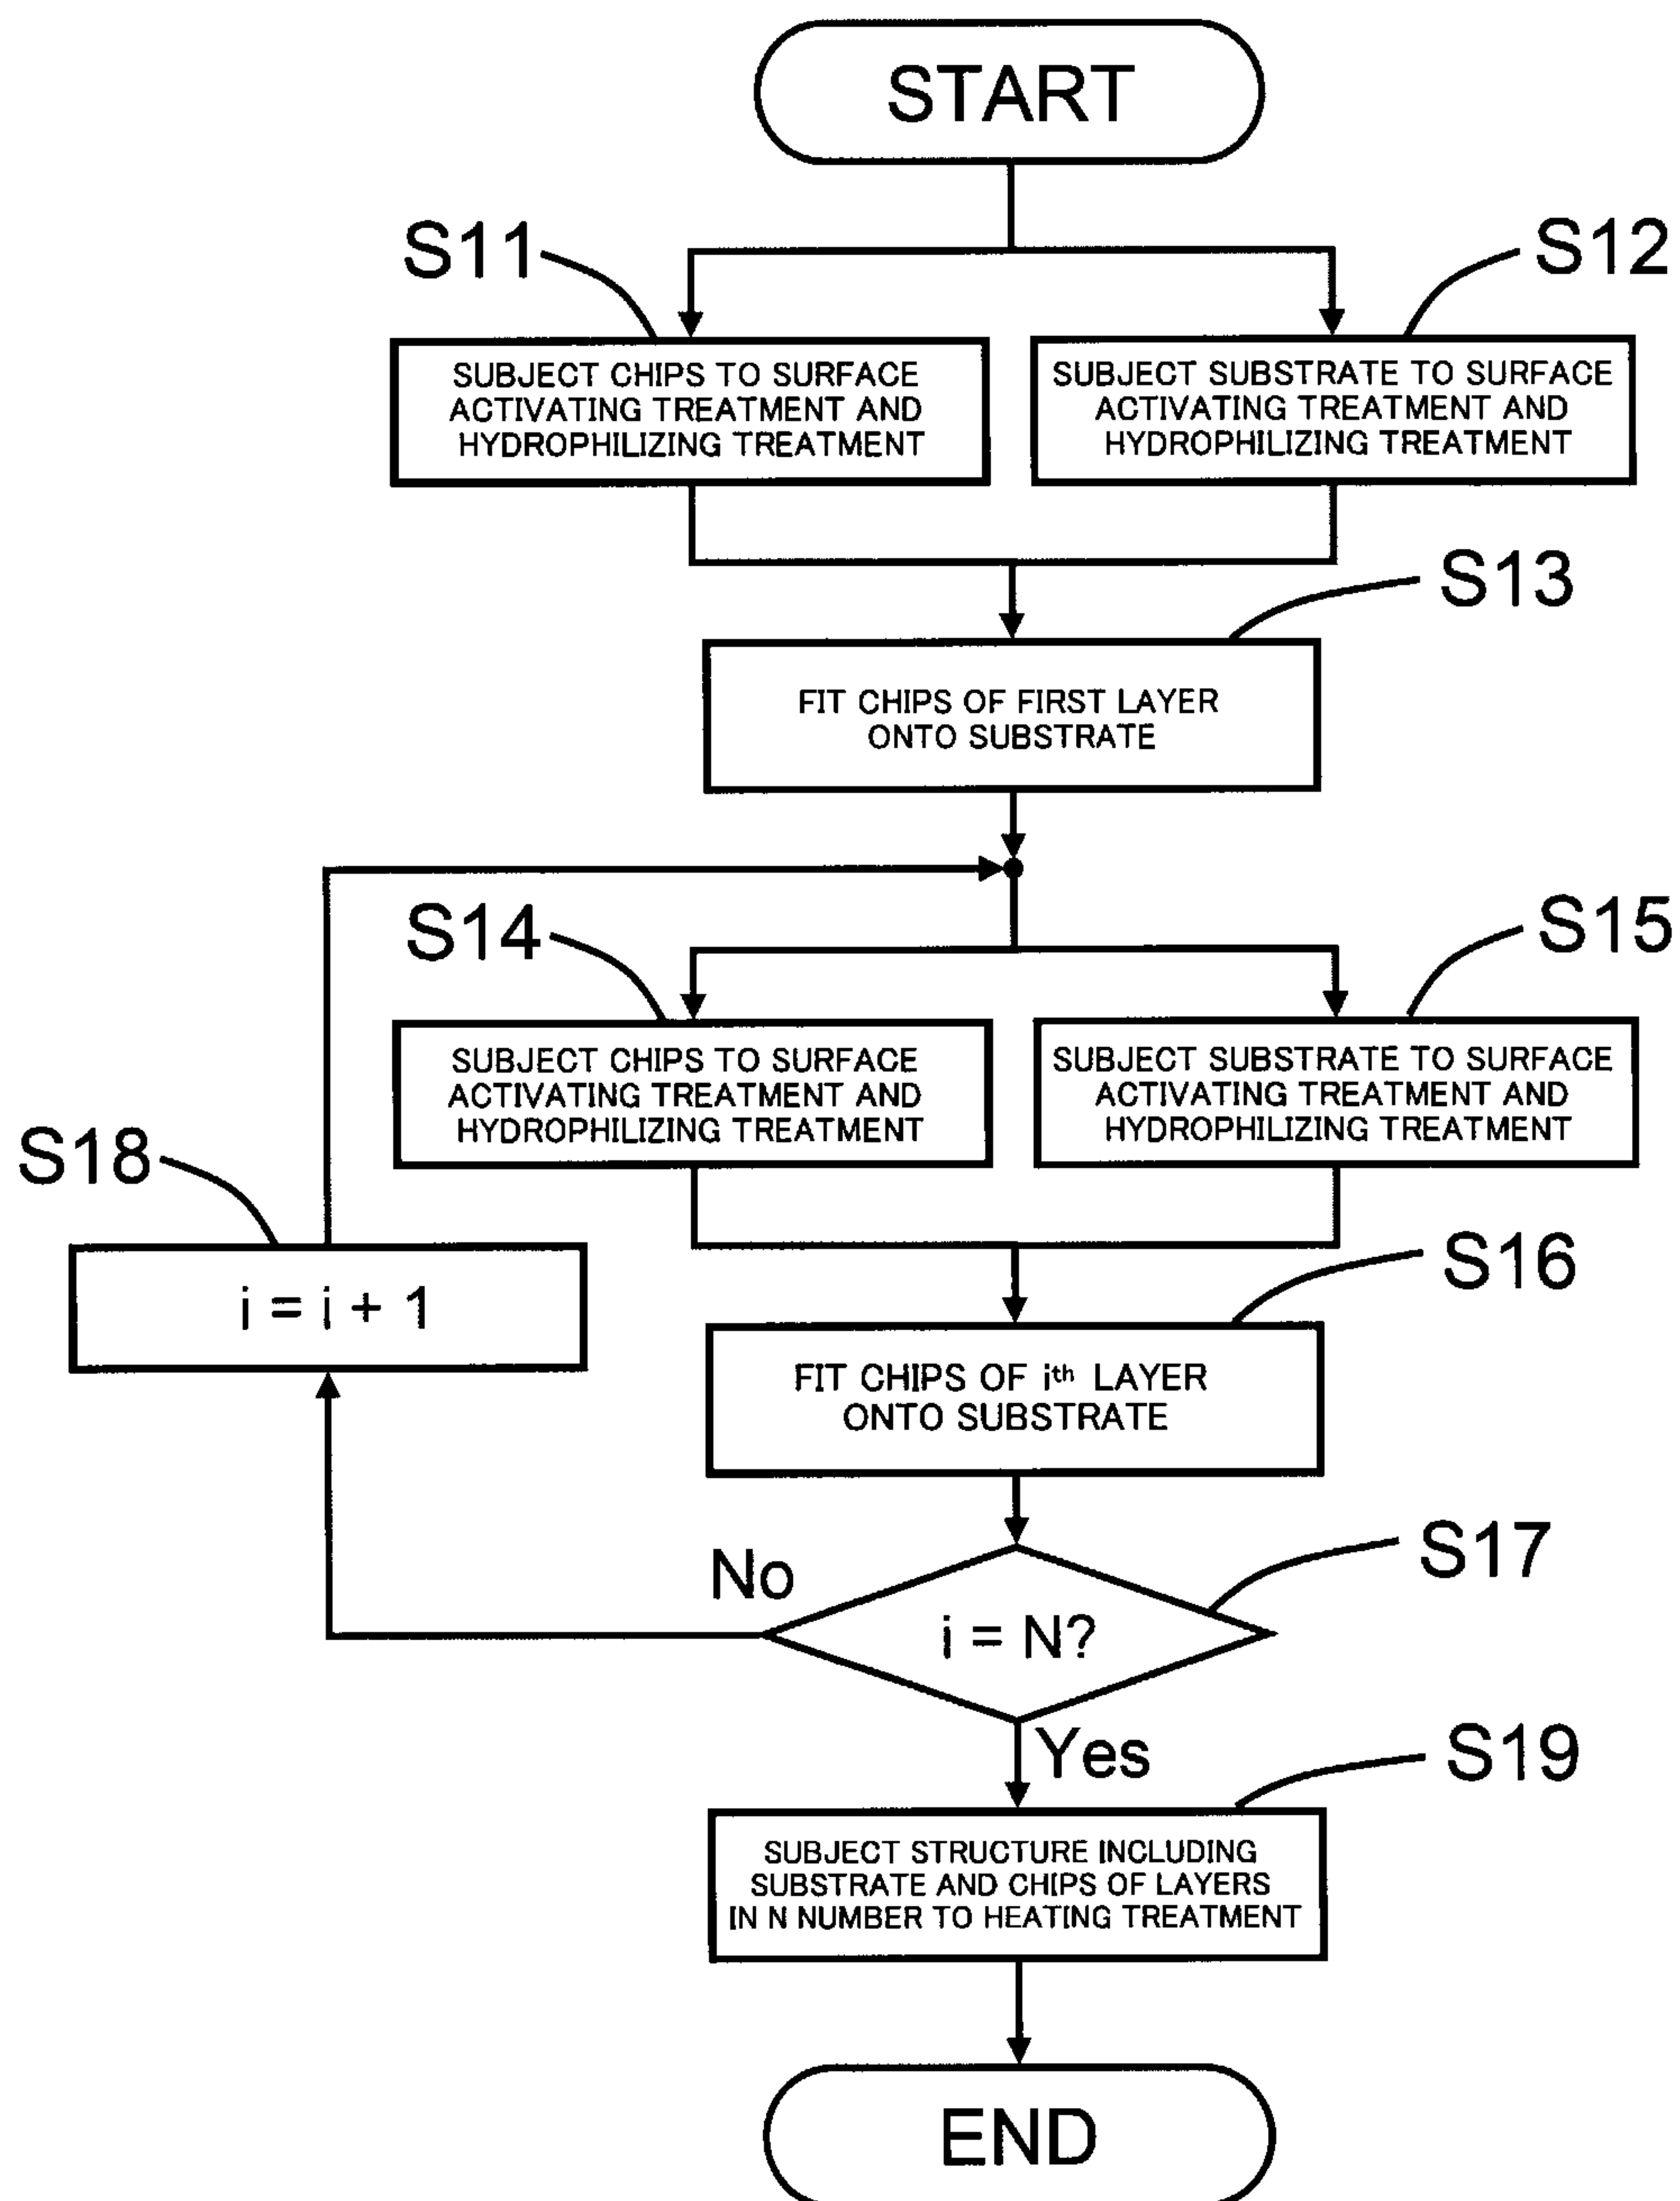 START
S11
S12
SUBJECT CHIPS TO SURFACE
ACTIVATING TREATMENT AND
HYDROPHILIZING TREATMENT
SUBJECT SUBSTRATE TO SURFACE
ACTIVATING TREATMENT AND
HYDROPHILIZING TREATMENT
S13
FIT CHIPS OF FIRST LAYER
ONTO SUBSTRATE
S14
S15
SUBJECT CHIPS TO SURFACE
ACTIVATING TREATMENT AND
HYDROPHILIZING TREATMENT
SUBJECT SUBSTRATE TO SURFACE
ACTIVATING TREATMENT AND
HYDROPHILIZING TREATMENT
S18
i = i + 1
S16
FIT CHIPS OF ith LAYER
ONTO SUBSTRATE
S17
No
i = N?
Yes
S19
SUBJECT STRUCTURE INCLUDING
SUBSTRATE AND CHIPS OF LAYERS
IN N NUMBER TO HEATING TREATMENT
END